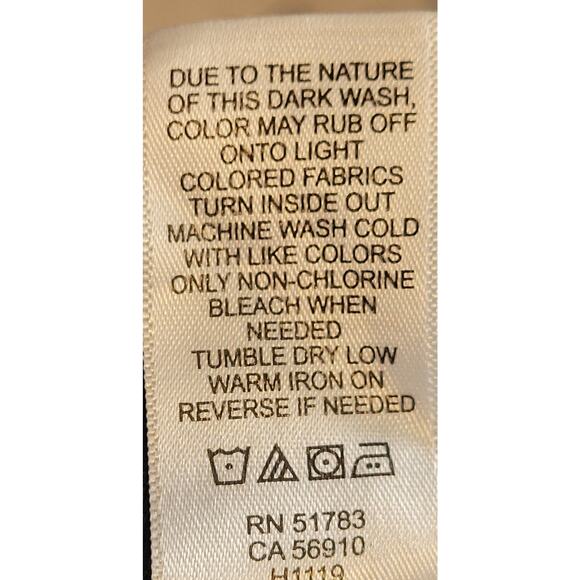 DUE TO THE NATURE
OF THIS DARK WASH,
COLOR MAY RUB OFF
ONTO LIGHT
COLORED FABRICS
TURN INSIDE OUT
MACHINE WASH COLD
WITH LIKE COLORS
ONLY NON-CHLORINE
BLEACH WHEN
NEEDED
TUMBLE DRY LOW
WARM IRON ON
REVERSE IF NEEDED
RN 51783
CA 56910
H1119